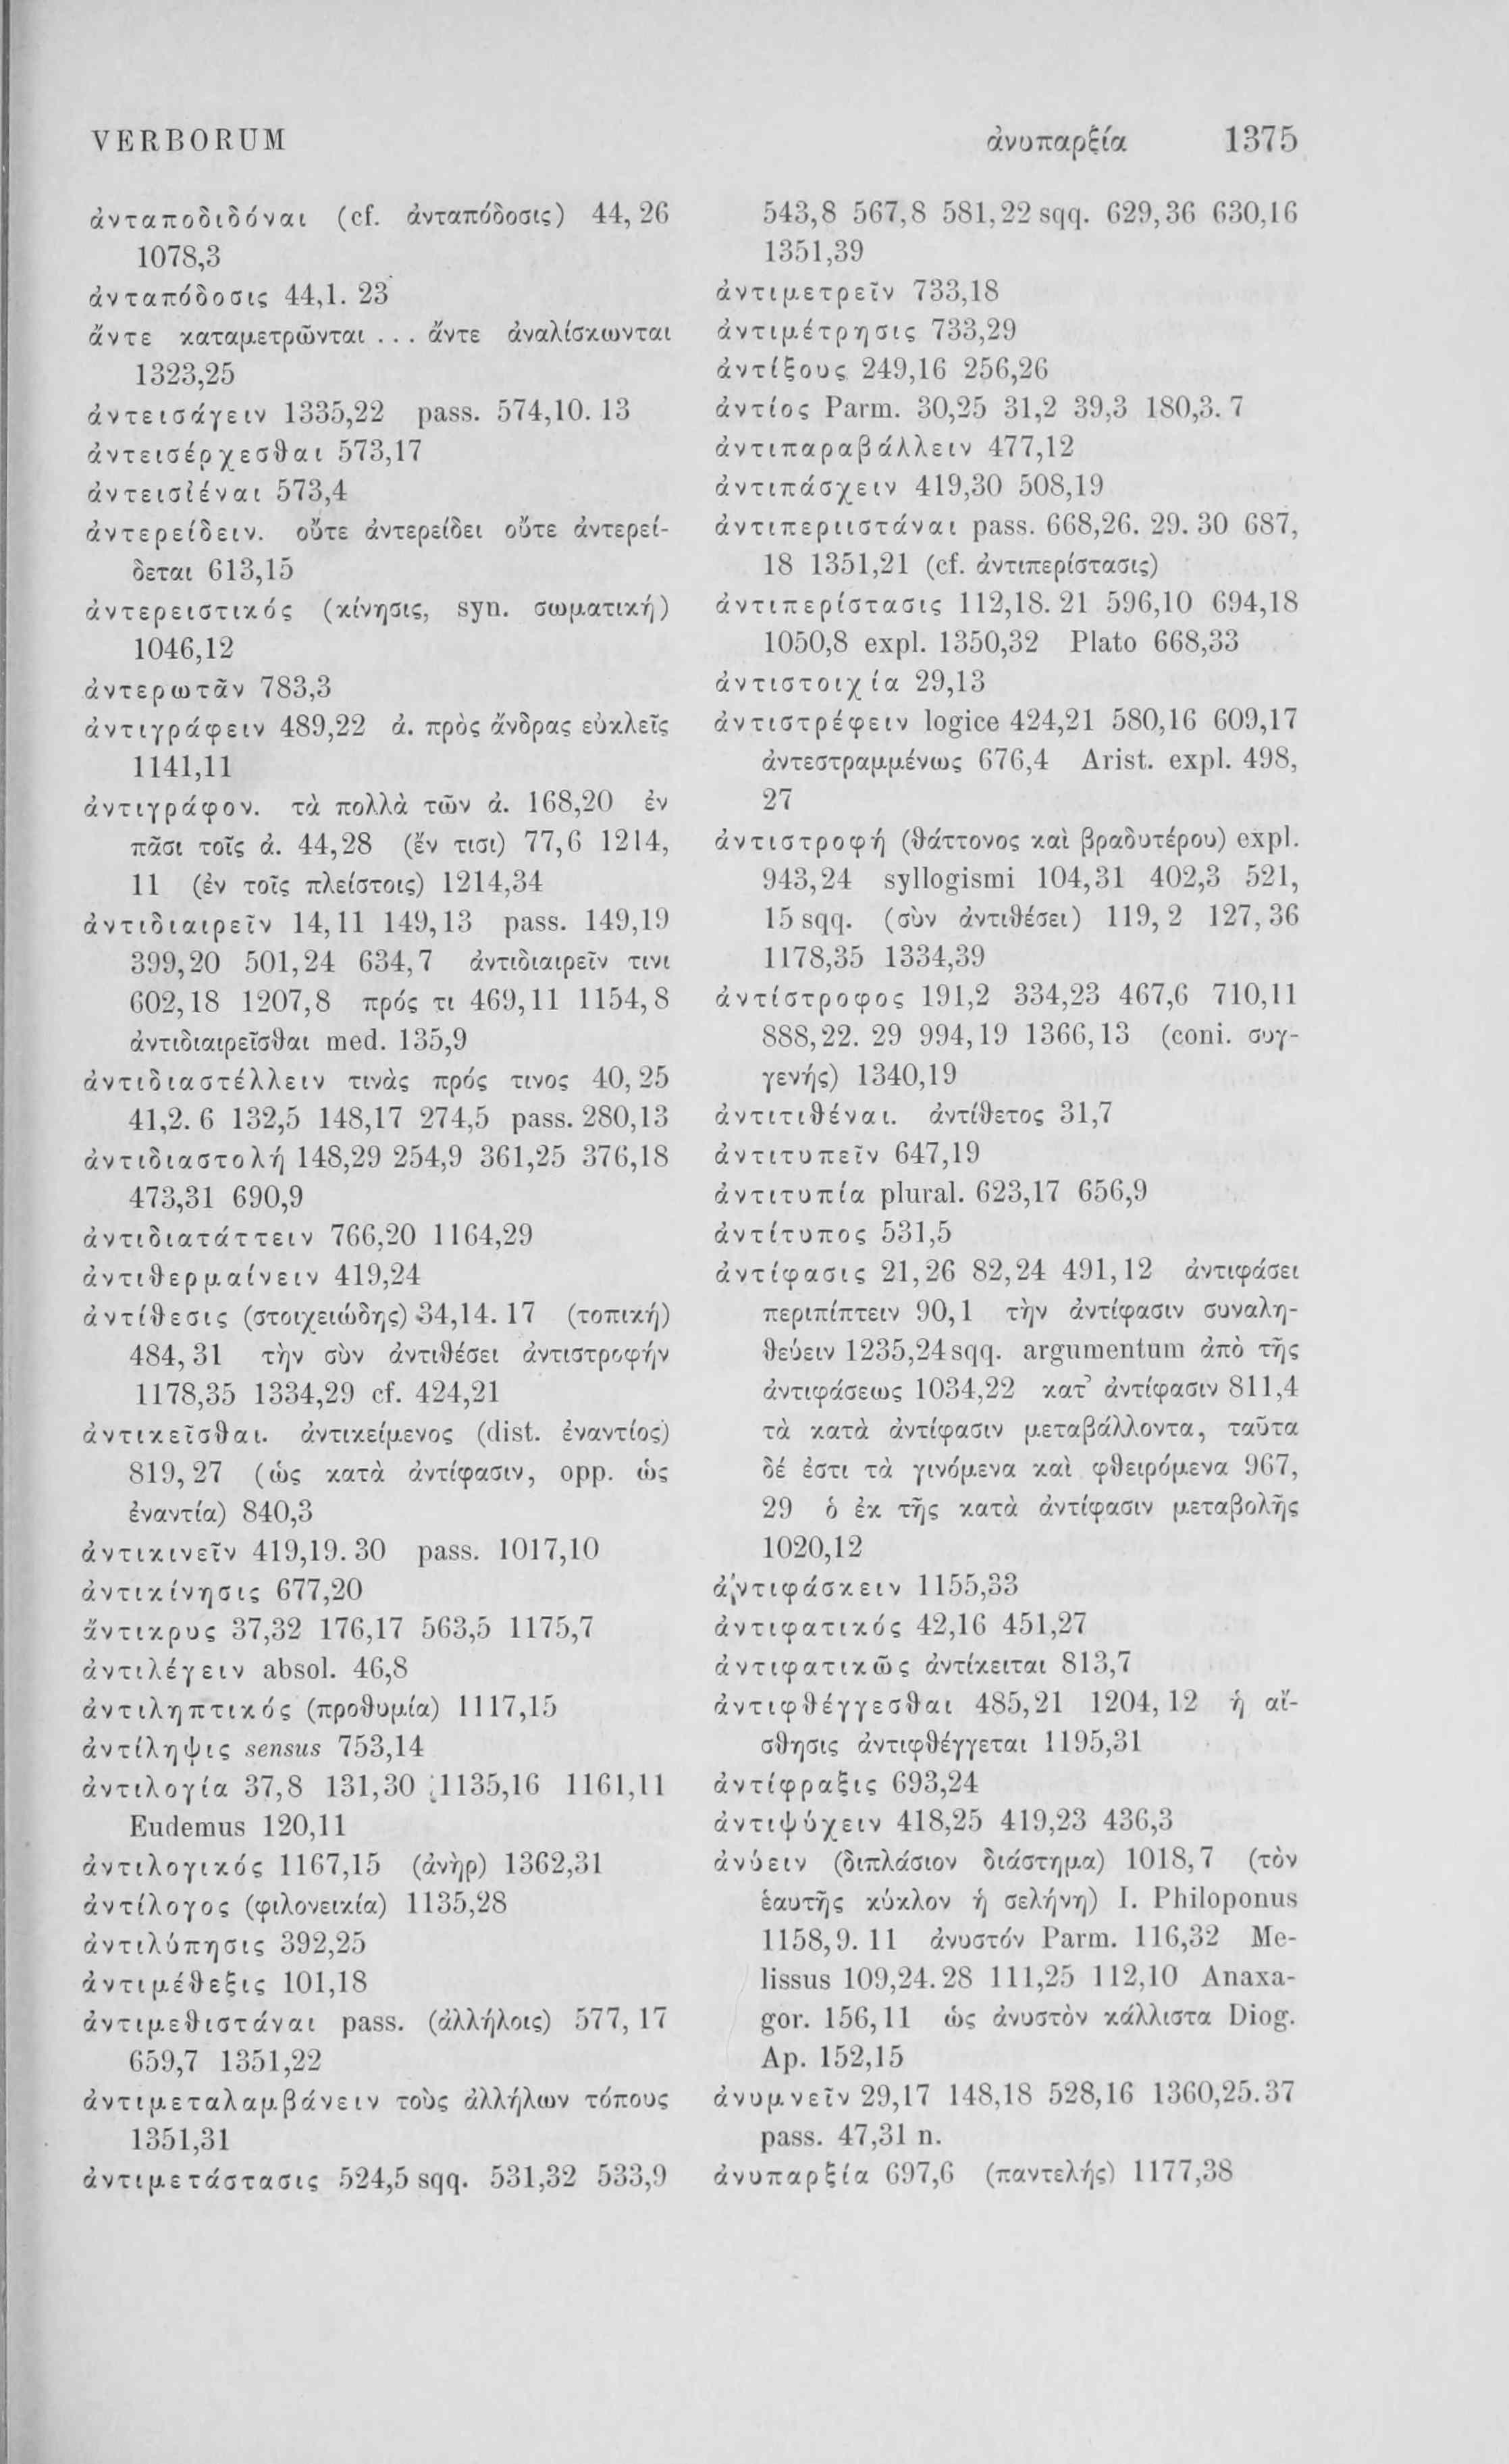 VERBORUM ἀνυπαρξία 1375
ἀνταποδιδόναι (cf. ἀνταπόδοσις) 44, 26
1078,3
ἀνταπόδοσις 44,1. 23
ἄντε καταμετρῶνται ... ἄντε ἀναλίσκωνται
1323,25
ἀντεισάγειν 1335,22 pass. 574,10. 13
ἀντεισέρχεσθαι 573,17
ἀντεισιέναι 573,4
ἀντερείδειν. οὔτε ἀντερείδει οὔτε ἀντερεί-
δεται 613,15
ἀντερειστικός (κίνησις, syn. σωματική)
1046,12
ἀντερωτᾶν 783,3
ἀντιγράφειν 489,22 ἀ. πρὸς ἄνδρας εὐκλεῖς
1141,11
ἀντιγράφον. τὰ πολλὰ τῶν ἀ. 168,20 ἐν
πᾶσι τοῖς ἀ. 44,28 (ἔν τισι) 77,6 1214,
11 (ἐν τοῖς πλείστοις) 1214,34
ἀντιδιαιρεῖν 14,11 149,13 pass. 149,19
399,20 501,24 634,7 ἀντιδιαιρεῖν τινι
602,18 1207,8 πρός τι 469,11 1154,8
ἀντιδιαιρεῖσθαι med. 135,9
ἀντιδιαστέλλειν τινὰς πρός τινος 40,25
41,2. 6 132,5 148,17 274,5 pass. 280,13
ἀντιδιαστολή 148,29 254,9 361,25 376,18
473,31 690,9
ἀντιδιατάττειν 766,20 1164,29
ἀντιθερμαίνειν 419,24
ἀντίθεσις (στοιχειώδης) 34,14. 17 (τοπική)
484, 31 τὴν σὺν ἀντιθέσει ἀντιστροφήν
1178,35 1334,29 cf. 424,21
ἀντικεῖσθαι. ἀντικείμενος (dist. ἐναντίος)
819, 27 (ὡς κατὰ ἀντίφασιν, opp. ὡς
ἐναντία) 840,3
ἀντικινεῖν 419,19. 30 pass. 1017,10
ἀντικίνησις 677,20
ἄντικρυς 37,32 176,17 563,5 1175,7
ἀντιλέγειν absol. 46,8
ἀντιληπτικός (προθυμία) 1117,15
ἀντίληψις sensus 753,14
ἀντιλογία 37,8 131,30 1135,16 1161,11
Eudemus 120,11
ἀντιλογικός 1167,15 (ἀνὴρ) 1362,31
ἀντίλογος (φιλονεικία) 1135,28
ἀντιλύπησις 392,25
ἀντιμέθεξις 101,18
ἀντιμεθιστάναι pass. (ἀλλήλοις) 577, 17
659,7 1351,22
ἀντιμεταλαμβάνειν τοὺς ἀλλήλων τόπους
1351,31
ἀντιμετάστασις 524,5 sqq. 531,32 533,9
543,8 567,8 581,22 sqq. 629,36 630,16
1351,39
ἀντιμετρεῖν 733,18
ἀντιμέτρησις 733,29
ἀντίξους 249,16 256,26
ἀντίος Parm. 30,25 31,2 39,3 180,3. 7
ἀντιπαραβάλλειν 477,12
ἀντιπάσχειν 419,30 508,19
ἀντιπεριιστάναι pass. 668,26. 29. 30 687,
18 1351,21 (cf. ἀντιπερίστασις)
ἀντιπερίστασις 112,18. 21 596,10 694,18
1050,8 expl. 1350,32 Plato 668,33
ἀντιστοιχία 29,13
ἀντιστρέφειν logice 424,21 580,16 609,17
ἀντεστραμμένως 676,4 Arist. expl. 498,
27
ἀντιστροφή (θάττονος καὶ βραδυτέρου) expl.
943,24 syllogismi 104,31 402,3 521,
15 sqq. (σὺν ἀντιθέσει) 119, 2 127, 36
1178,35 1334,39
ἀντίστροφος 191,2 334,23 467,6 710,11
888,22. 29 994,19 1366,13 (coni. συγ-
γενής) 1340,19
ἀντιτιθέναι. ἀντίθετος 31,7
ἀντιτυπεῖν 647,19
ἀντιτυπία plural. 623,17 656,9
ἀντίτυπος 531,5
ἀντίφασις 21,26 82,24 491,12 ἀντιφάσει
περιπίπτειν 90,1 τὴν ἀντίφασιν συναλη-
θεύειν 1235,24 sqq. argumentum ἀπὸ τῆς
ἀντιφάσεως 1034,22 κατ’ ἀντίφασιν 811,4
τὰ κατὰ ἀντίφασιν μεταβάλλοντα, ταῦτα
δέ ἐστι τὰ γινόμενα καὶ φθειρόμενα 967,
29 ὁ ἐκ τῆς κατὰ ἀντίφασιν μεταβολῆς
1020,12
ἀντιφάσκειν 1155,33
ἀντιφατικός 42,16 451,27
ἀντιφατικῶς ἀντίκειται 813,7
ἀντιφθέγγεσθαι 485,21 1204, 12 ἡ αἴ-
σθησις ἀντιφθέγγεται 1195,31
ἀντίφραξις 693,24
ἀντιψύχειν 418,25 419,23 436,3
ἀνύειν (διπλάσιον διάστημα) 1018,7 (τὸν
ἑαυτῆς κύκλον ἡ σελήνη) I. Philoponus
1158,9. 11 ἀνυστόν Parm. 116,32 Me-
lissus 109,24. 28 111,25 112,10 Anaxa-
gor. 156,11 ὡς ἀνυστὸν κάλλιστα Diog.
Ap. 152,15
ἀνυμνεῖν 29,17 148,18 528,16 1360,25. 37
pass. 47,31 n.
ἀνυπαρξία 697,6 (παντελής) 1177,38